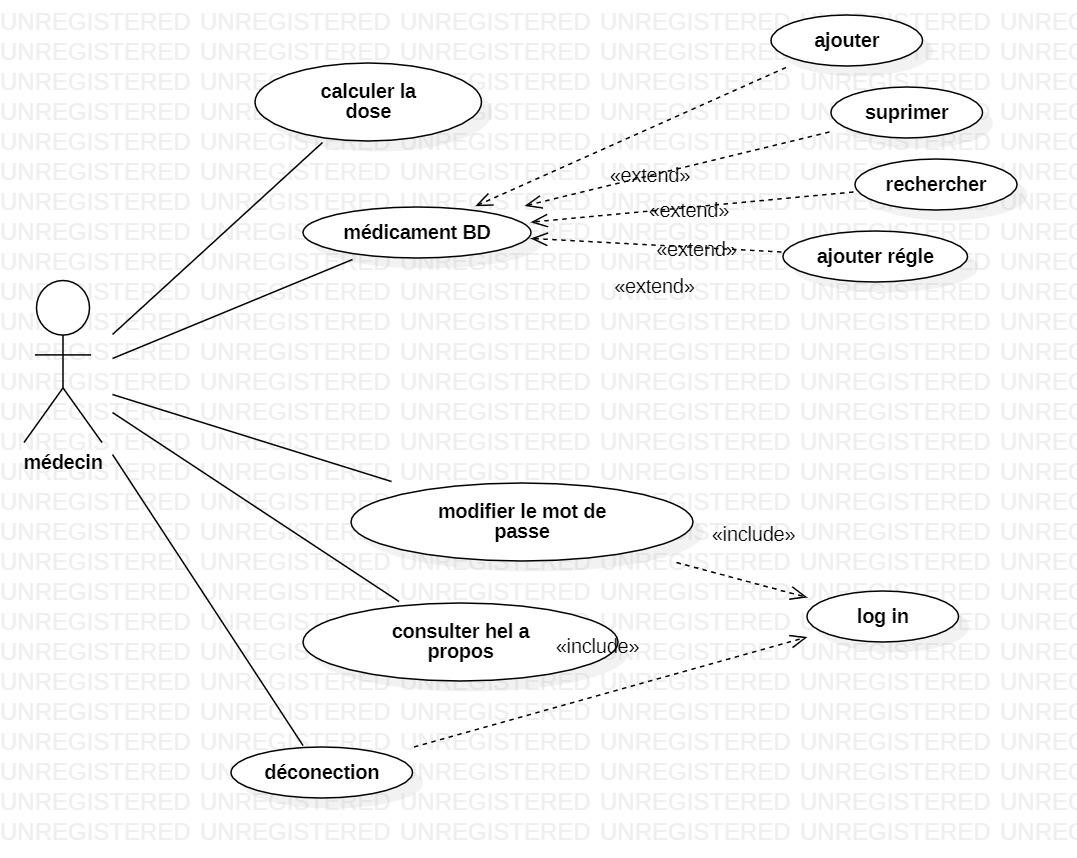 ajouter
calculer la
dose
suprimer
«extend»
rechercher
«extend»
médicament BD
«extend»
ajouter régle
«extend»
médecin
modifier le mot de
passe
«include»
log in
consulter hel a
propos
«include»
déconection
UNREGISTERED